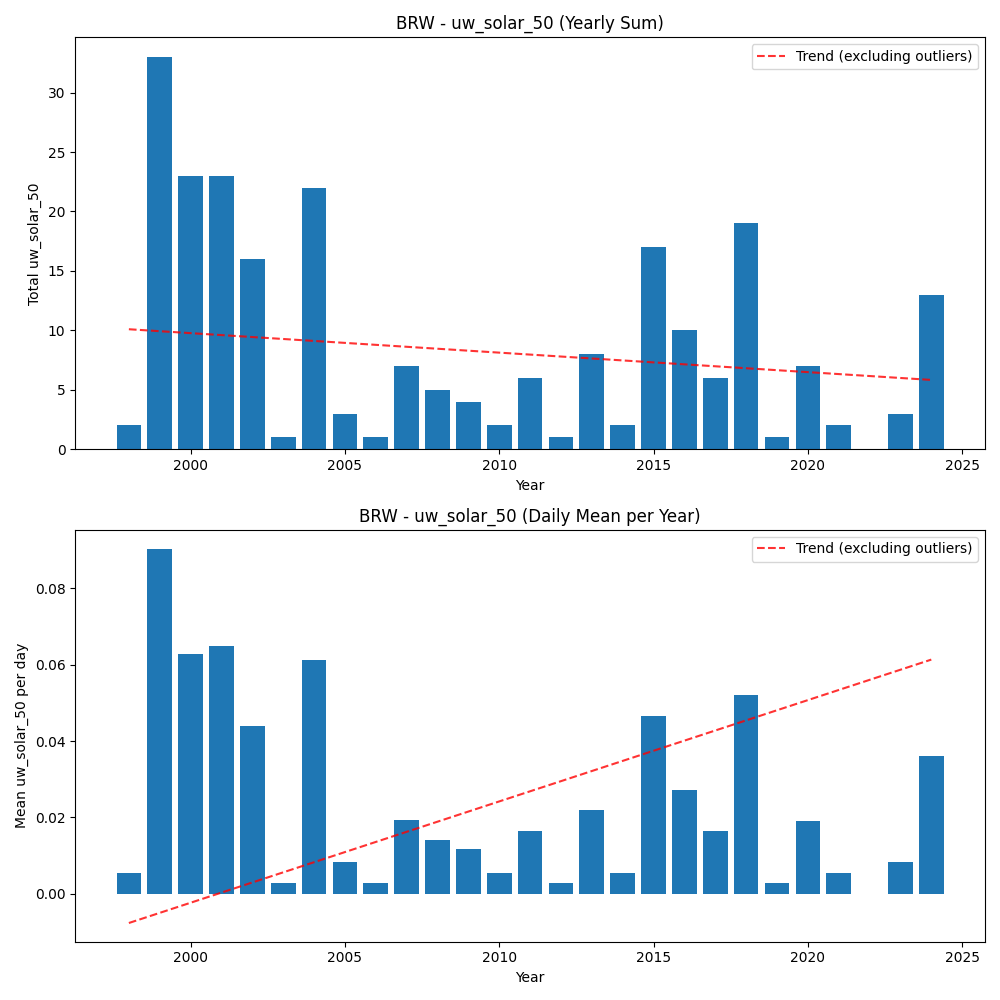 BRW - uw_solar_50 (Yearly Sum)
Trend (excluding outliers)
Total uw_solar_50
30
25
20
15
10
5
0
2000 2005 2010 2015 2020 2025
Year
BRW - uw_solar_50 (Daily Mean per Year)
Trend (excluding outliers)
Mean uw_solar_50 per day
0.08
0.06
0.04
0.02
0.00
2000 2005 2010 2015 2020 2025
Year